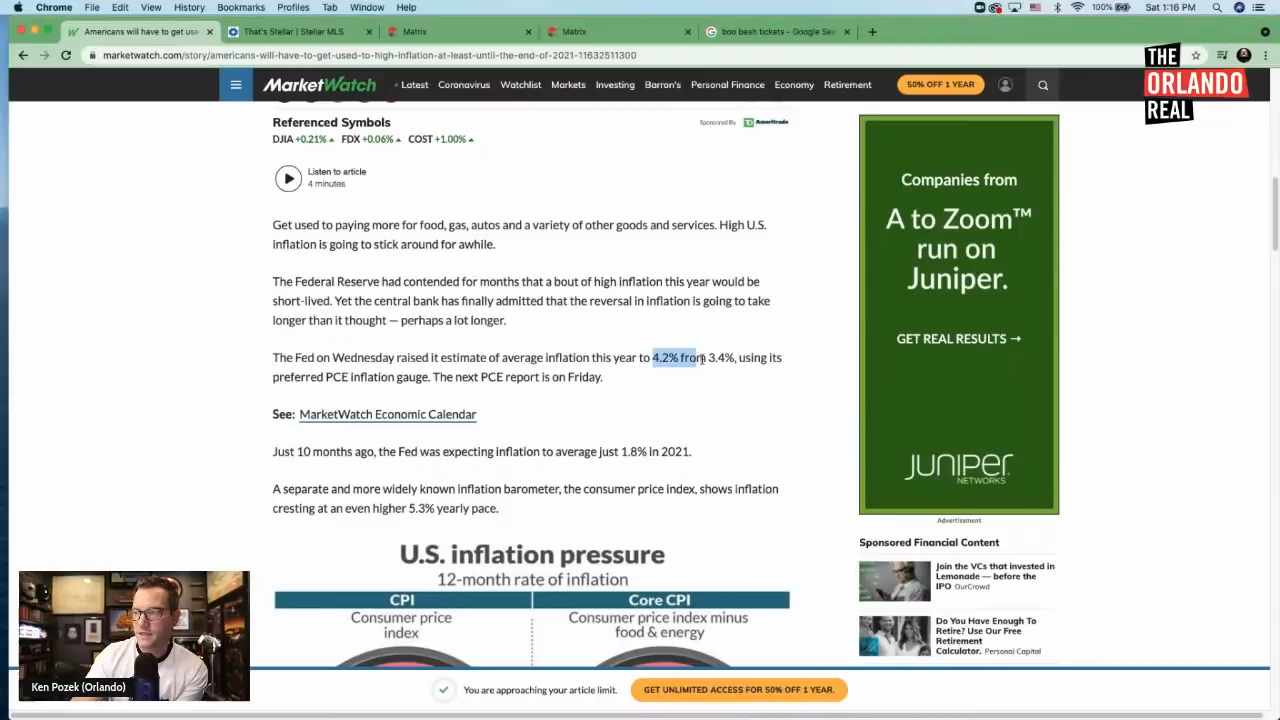 Chrome File Edit View History Bookmarks Profiles Tab Window Help 100% Sat 1:16 PM
Americans will have to get use × That's Stellar | Stellar MLS × Matrix × Matrix × boo bash tickets - Google Sea × +
marketwatch.com/story/americans-will-have-to-get-used-to-high-inflation-at-least-until-the-end-of-2021-11632511300
THE
ORLANDO
REAL
MarketWatch Latest Coronavirus Watchlist Markets Investing Barron's Personal Finance Economy Retirement 50% OFF 1 YEAR
Referenced Symbols
Sponsored By TD Ameritrade
DJIA +0.21% FDX +0.06% COST +1.00%
Listen to article
4 minutes
Get used to paying more for food, gas, autos and a variety of other goods and services. High U.S.
inflation is going to stick around for awhile.
The Federal Reserve had contended for months that a bout of high inflation this year would be
short-lived. Yet the central bank has finally admitted that the reversal in inflation is going to take
longer than it thought — perhaps a lot longer.
The Fed on Wednesday raised it estimate of average inflation this year to 4.2% from 3.4%, using its
preferred PCE inflation gauge. The next PCE report is on Friday.
See: MarketWatch Economic Calendar
Just 10 months ago, the Fed was expecting inflation to average just 1.8% in 2021.
A separate and more widely known inflation barometer, the consumer price index, shows inflation
cresting at an even higher 5.3% yearly pace.
U.S. inflation pressure
12-month rate of inflation
CPI Core CPI
Consumer price Consumer price index minus
index food & energy
Companies from
A to Zoom™
run on
Juniper.
GET REAL RESULTS →
JUNIPER
NETWORKS
Advertisement
Sponsored Financial Content
Join the VCs that invested in
Lemonade — before the
IPO OurCrowd
Do You Have Enough To
Retire? Use Our Free
Retirement
Calculator. Personal Capital
Ken Pozek (Orlando)
You are approaching your article limit. GET UNLIMITED ACCESS FOR 50% OFF 1 YEAR.